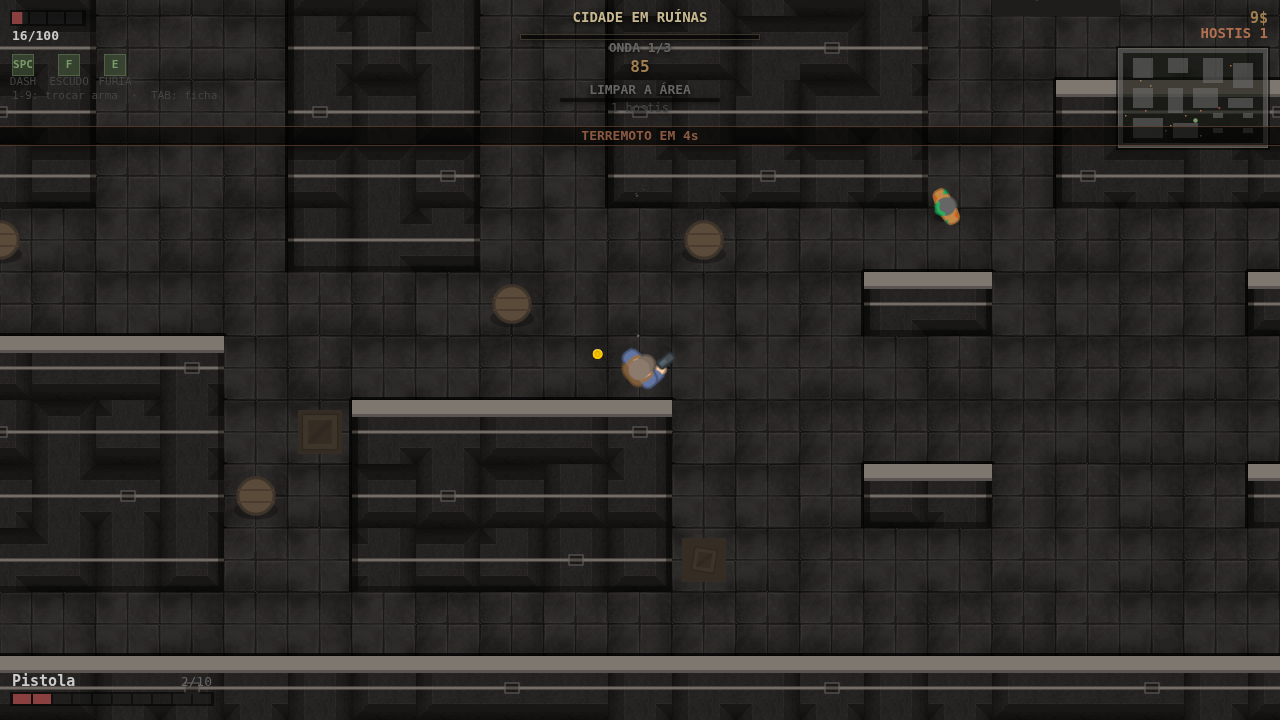 16/100
SPC F E
DASH ESCUDO FÚRIA
1-9: trocar arma · TAB: ficha
CIDADE EM RUÍNAS
ONDA 1/3
85
LIMPAR A ÁREA
1 hostis
TERREMOTO EM 4s
9$
HOSTIS 1
Pistola 2/10